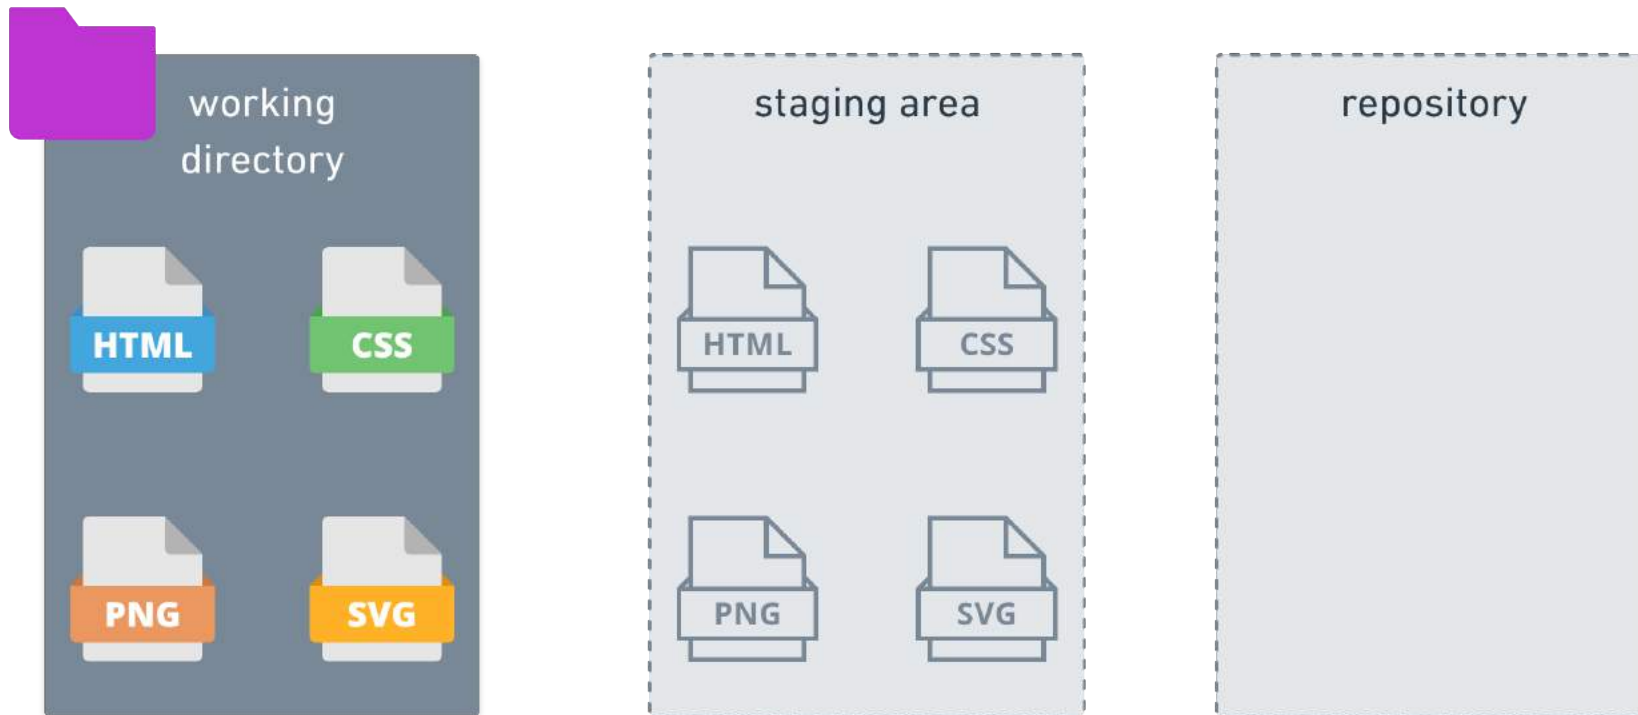 working
directory
staging area
repository
HTML
CSS
HTML
CSS
PNG
SVG
PNG
SVG